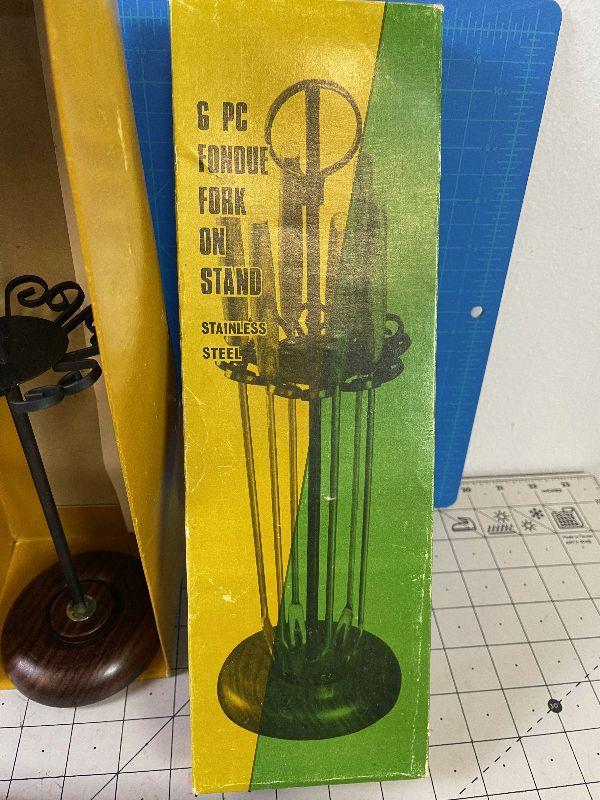 6 PC
FONDUE
FORK
ON
STAND
STAINLESS
STEEL